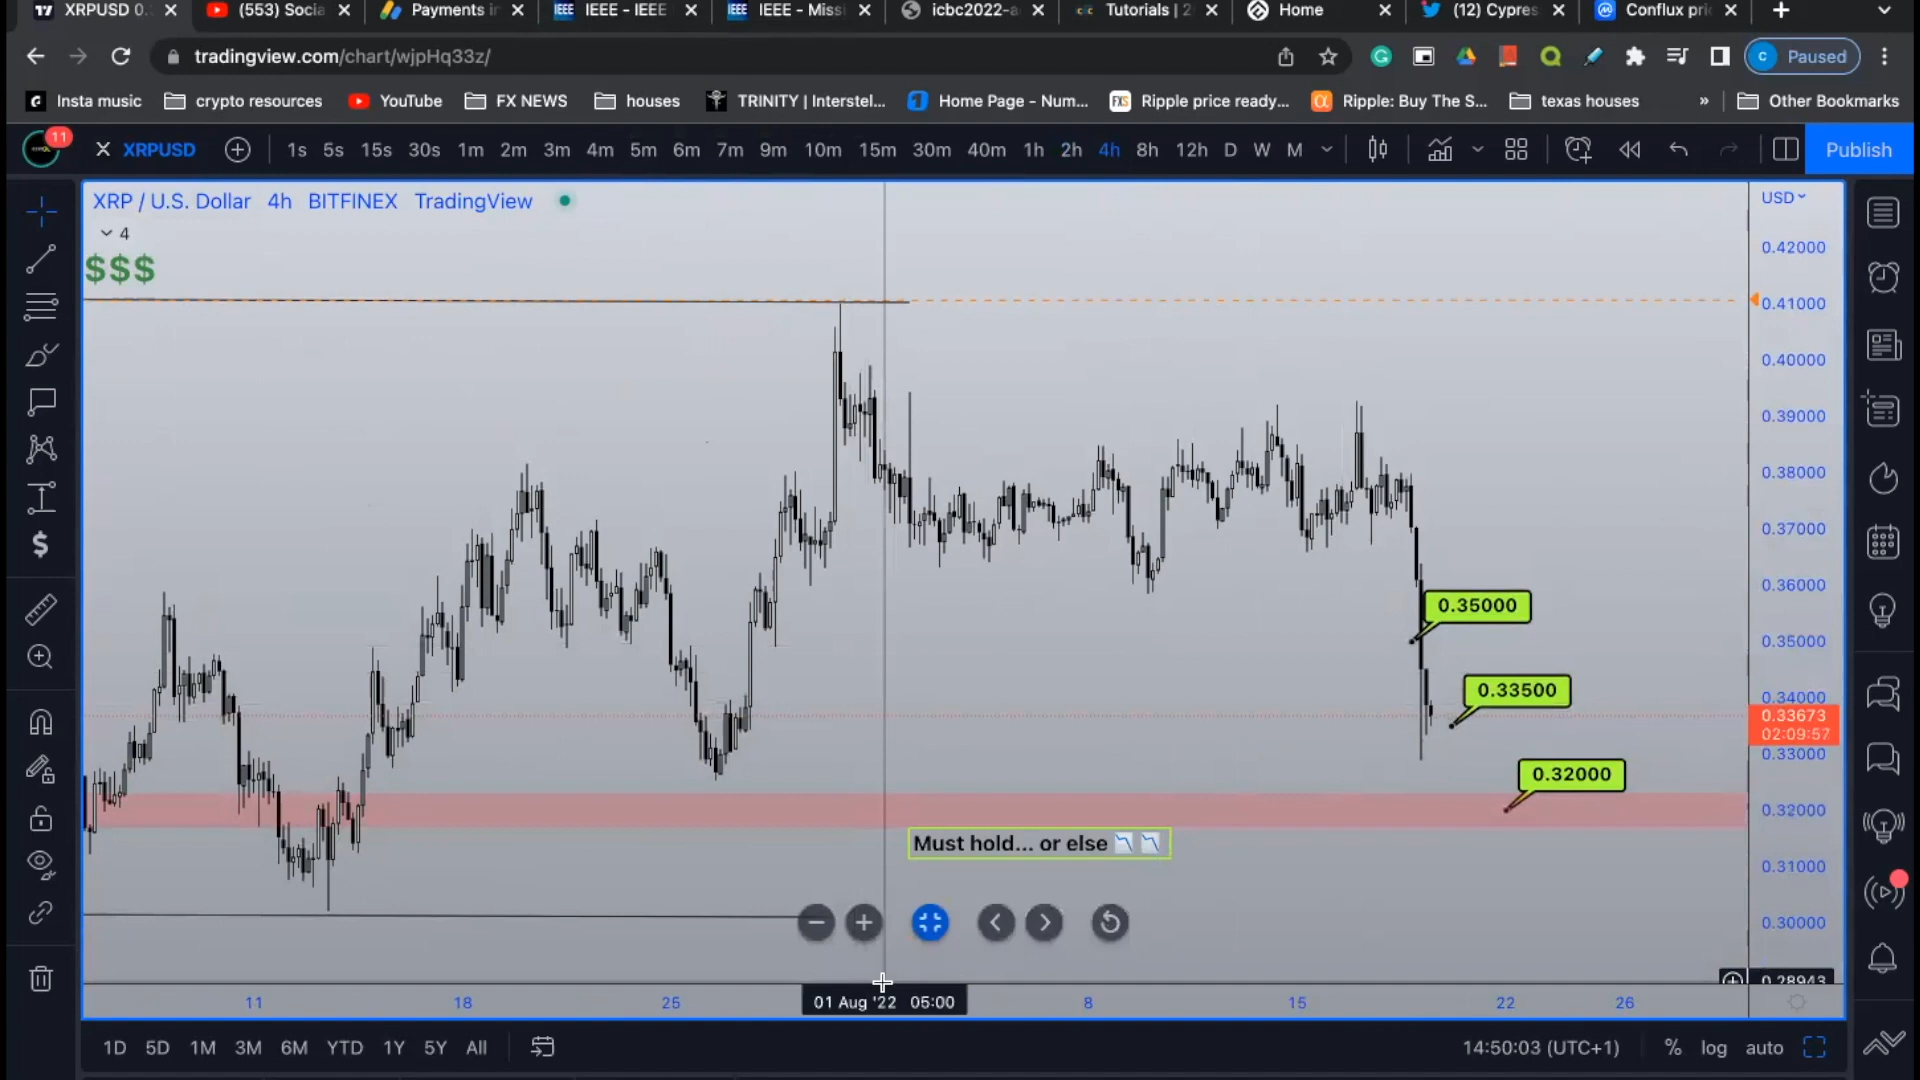 XRPUSD 0.
(553) Socia
Payments in
IEEE - IEEE
IEEE - Missi
icbc2022-a
Tutorials | 2
Home
(12) Cypres
Conflux pri
tradingview.com/chart/wjpHq33z/
Paused
Insta music
crypto resources
YouTube
FX NEWS
houses
TRINITY | Interstel...
Home Page - Num...
Ripple price ready...
Ripple: Buy The S...
texas houses
»
Other Bookmarks
11
XRPUSD
1s 5s 15s 30s 1m 2m 3m 4m 5m 6m 7m 9m 10m 15m 30m 40m 1h 2h 4h 8h 12h D W M
Publish
XRP / U.S. Dollar 4h BITFINEX TradingView
USD
4
$$$
0.42000
0.41000
0.40000
0.39000
0.38000
0.37000
0.36000
0.35000
0.35000
0.33500
0.34000
0.33673
02:09:57
0.33000
0.32000
0.32000
Must hold... or else
0.31000
0.30000
0.28943
11 18 25 01 Aug '22 05:00 8 15 22 26
1D 5D 1M 3M 6M YTD 1Y 5Y All
14:50:03 (UTC+1) % log auto